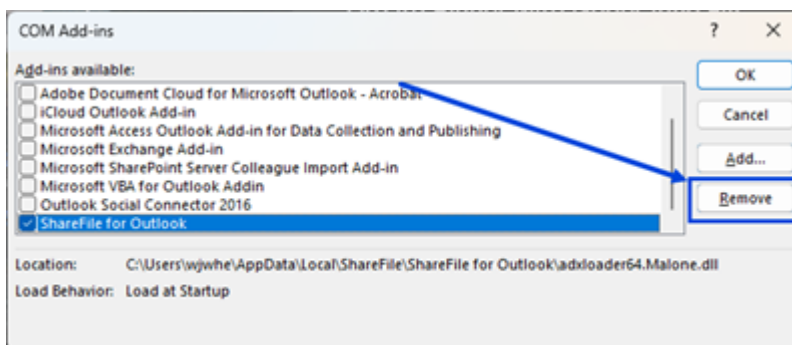 COM Add-ins
?
Add-ins available:
Adobe Document Cloud for Microsoft Outlook - Acrobat
iCloud Outlook Add-in
Microsoft Access Outlook Add-in for Data Collection and Publishing
Microsoft Exchange Add-in
Microsoft SharePoint Server Colleague Import Add-in
Microsoft VBA for Outlook Addin
Outlook Social Connector 2016
ShareFile for Outlook
OK
Cancel
Add...
Remove
Location: C:\Users\wjwhe\AppData\Local\ShareFile\ShareFile for Outlook\adxloader64.Malone.dll
Load Behavior: Load at Startup